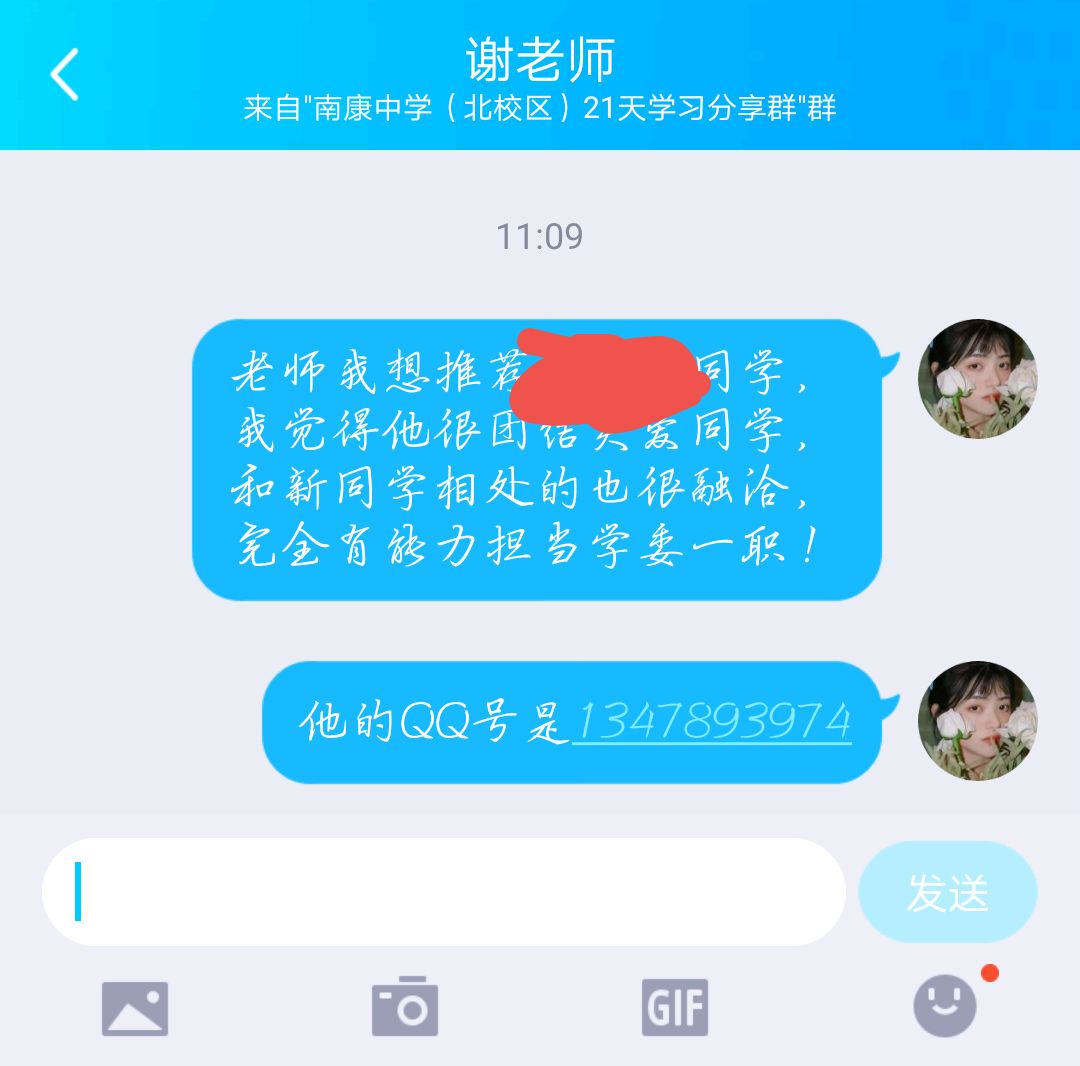 谢老师
来自"南康中学（北校区）21天学习分享群"群
11:09
老师我想推荐同学，
我觉得他很团结友爱同学，
和新同学相处的也很融洽，
完全有能力担当学委一职！
他的QQ号是1347893974
发送
GIF